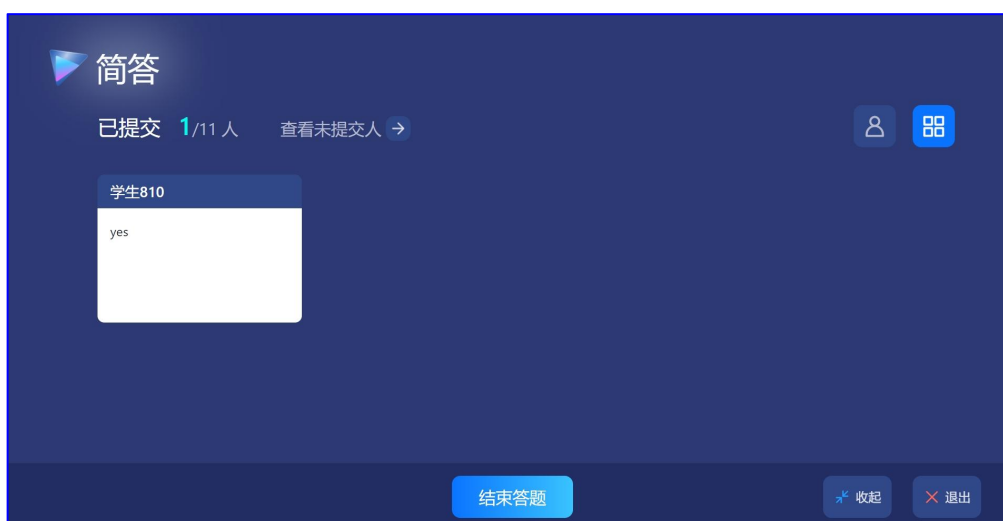 简答
已提交 1/11 人 查看未提交人
学生810
yes
结束答题
收起
退出